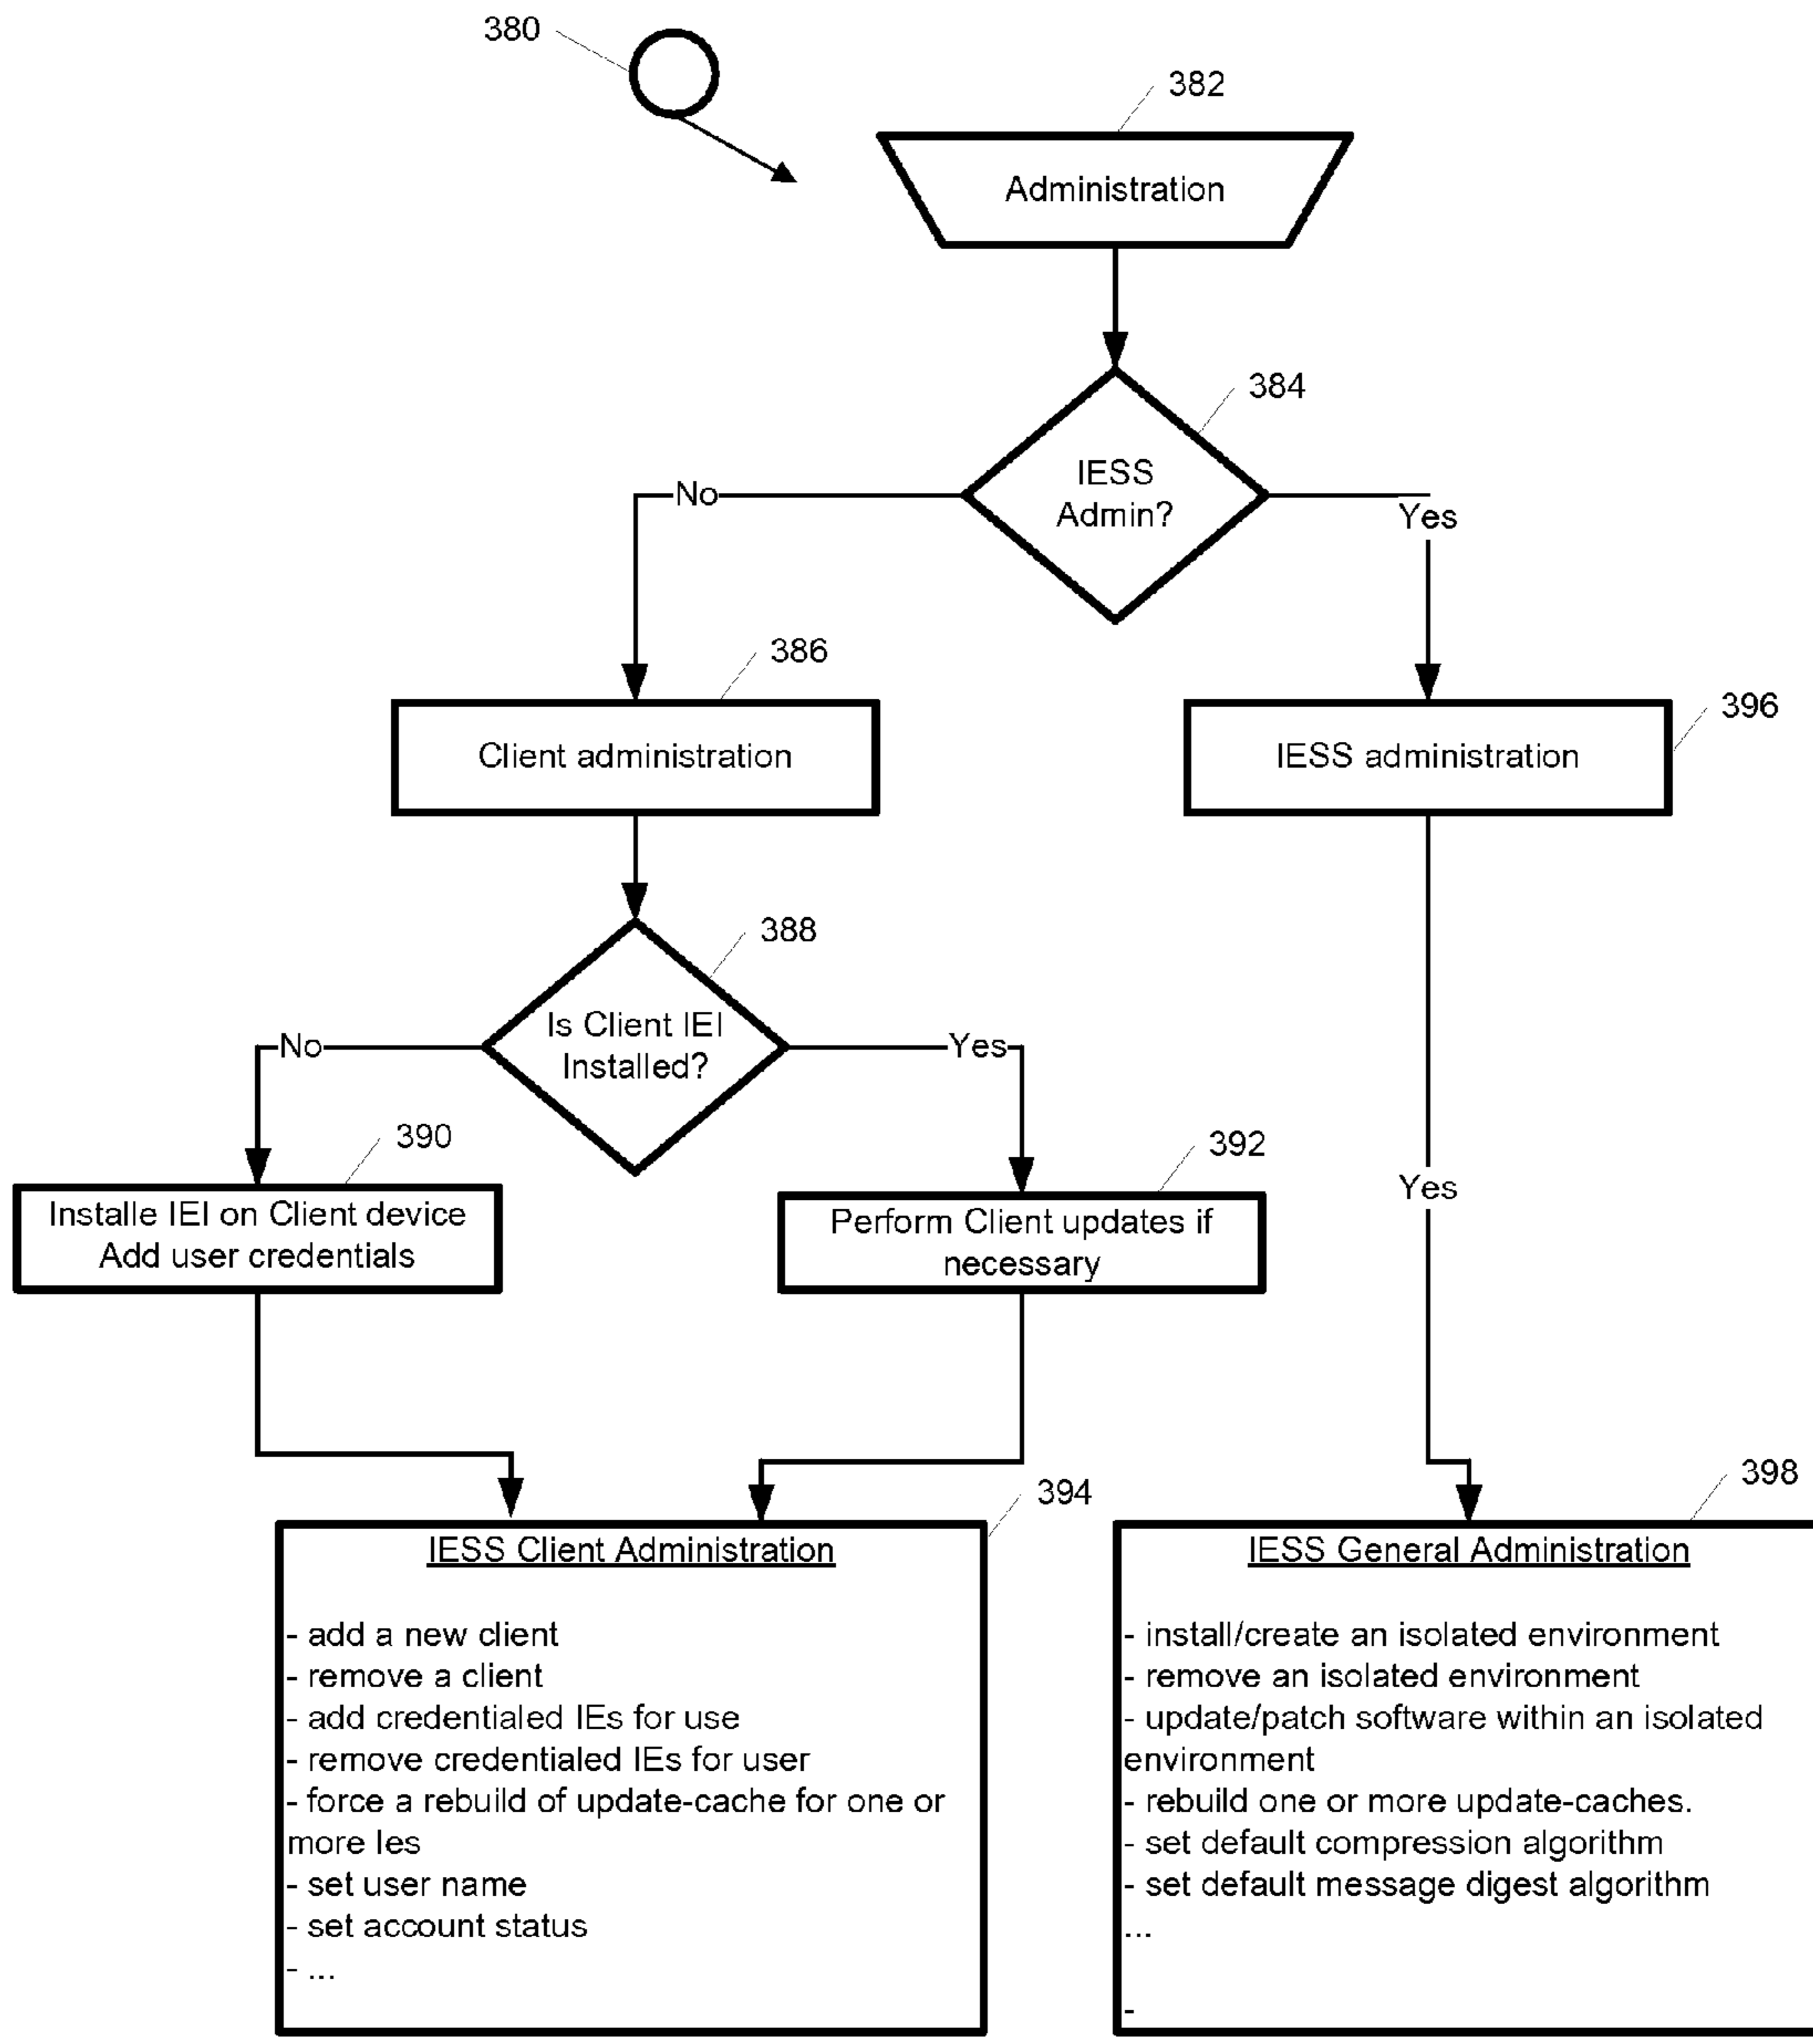 380
382
Administration
384
IESS
Admin?
No
Yes
386
Client administration
396
IESS administration
388
Is Client IEI
Installed?
No
Yes
390
Installe IEI on Client device
Add user credentials
392
Perform Client updates if
necessary
Yes
394
IESS Client Administration
- add a new client
- remove a client
- add credentialed IEs for use
- remove credentialed IEs for user
- force a rebuild of update-cache for one or
more Ies
- set user name
- set account status
- ...
398
IESS General Administration
- install/create an isolated environment
- remove an isolated environment
- update/patch software within an isolated
environment
- rebuild one or more update-caches.
- set default compression algorithm
- set default message digest algorithm
...
-